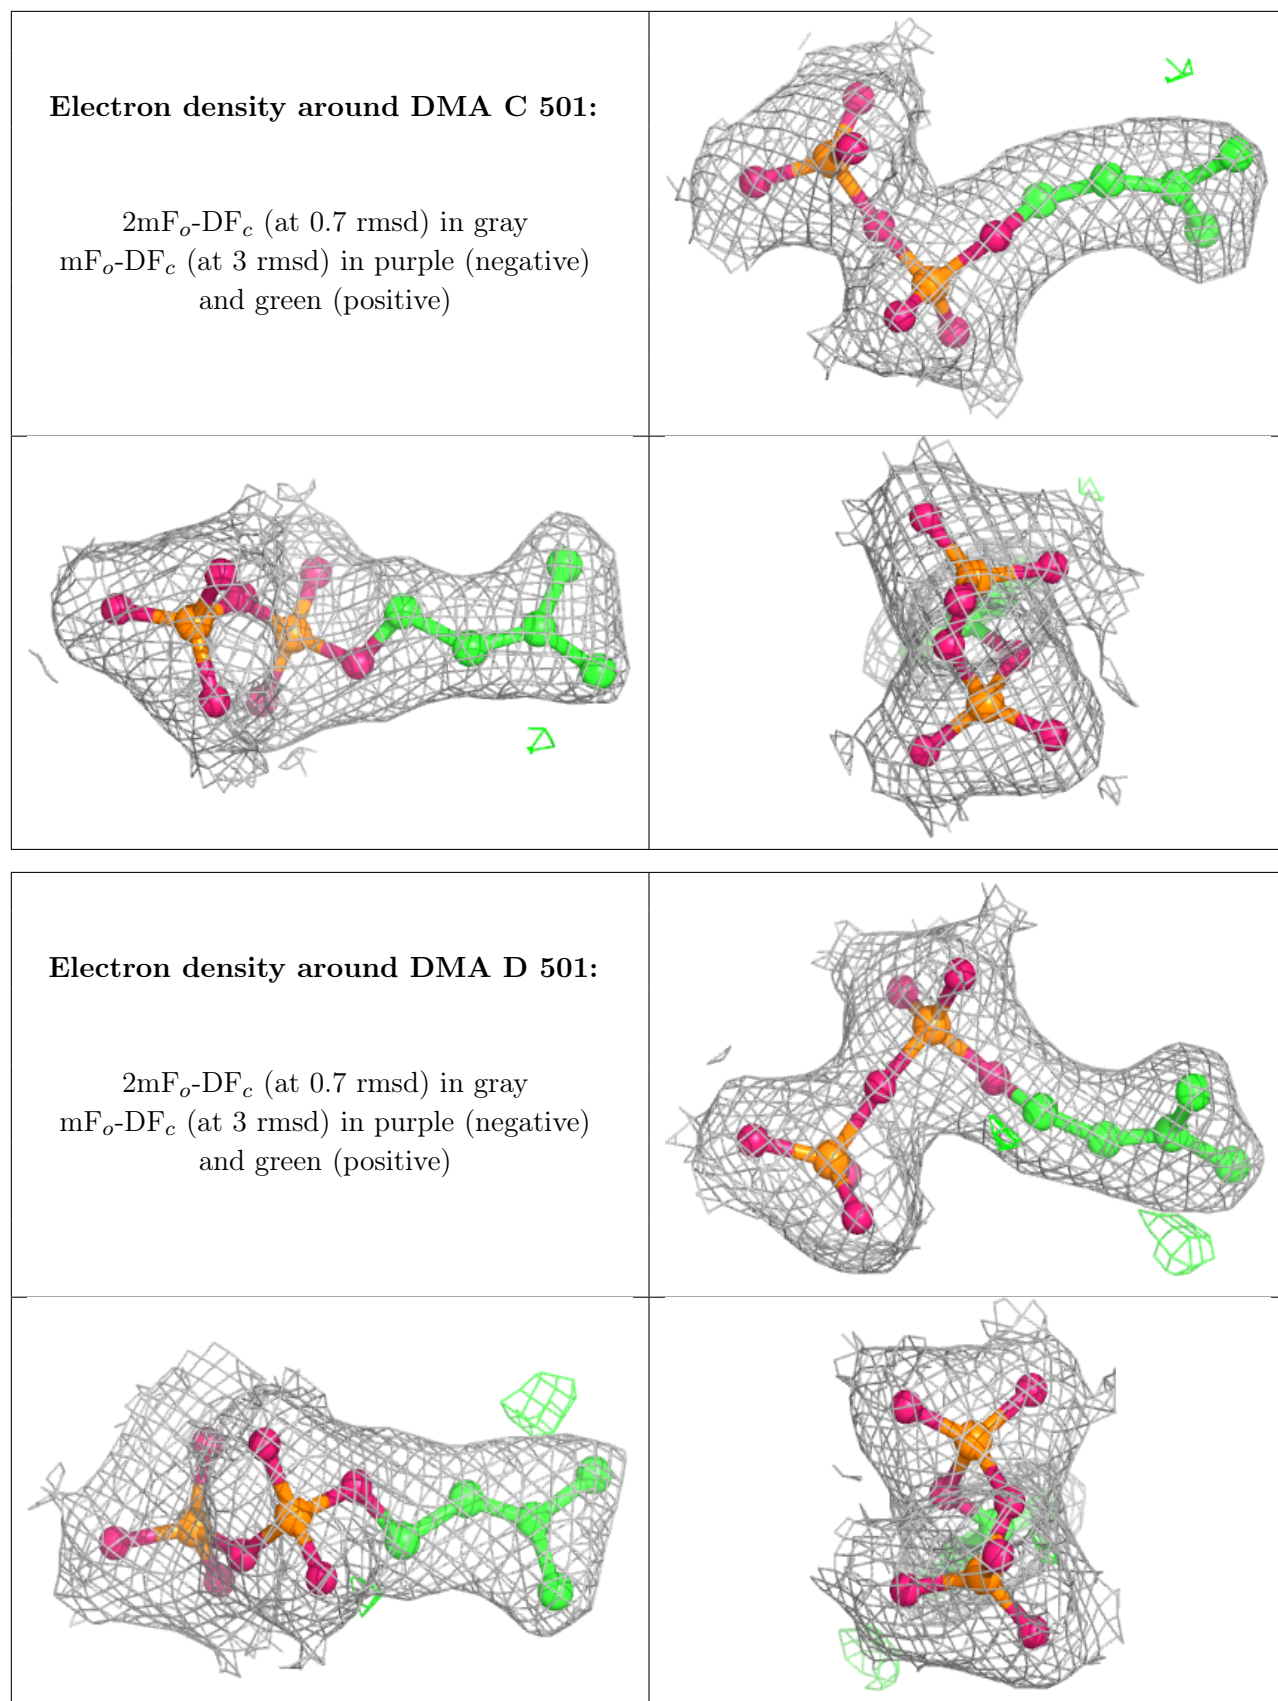 Electron density around DMA C 501:
2mFo-DFc (at 0.7 rmsd) in gray
mFo-DFc (at 3 rmsd) in purple (negative)
and green (positive)
Electron density around DMA D 501:
2mFo-DFc (at 0.7 rmsd) in gray
mFo-DFc (at 3 rmsd) in purple (negative)
and green (positive)